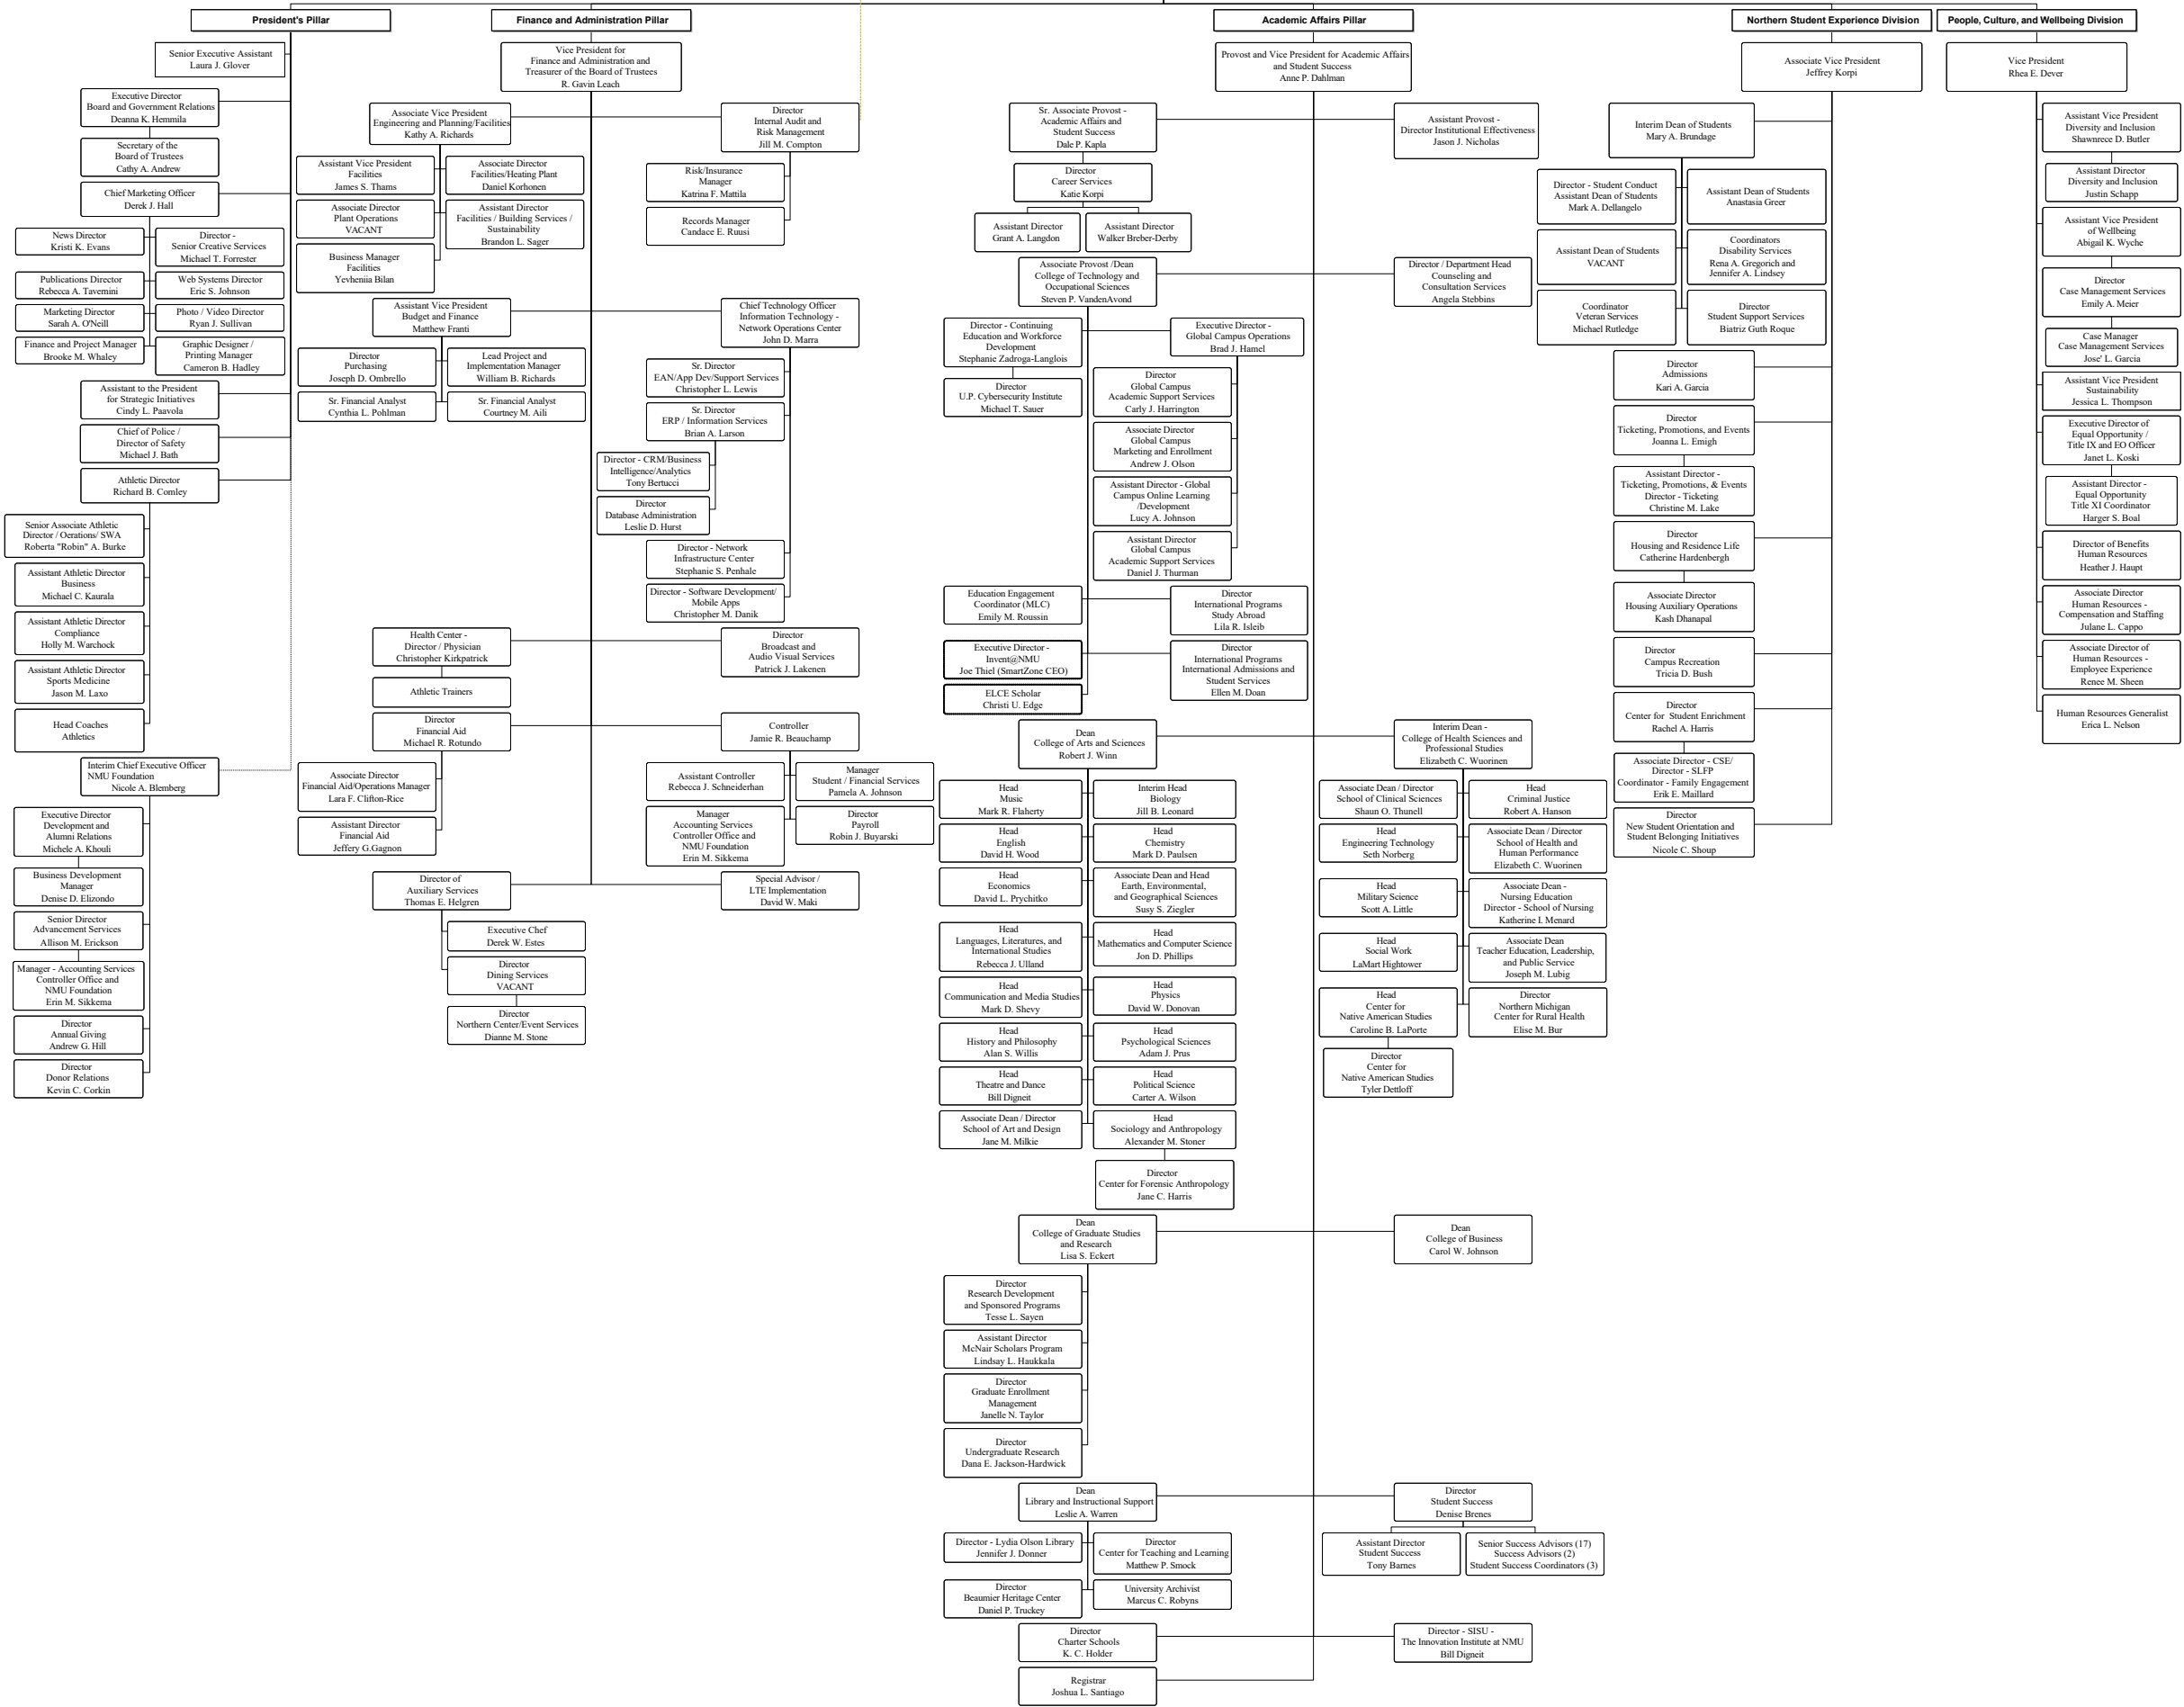 President's Pillar
Senior Executive Assistant
Laura J. Glover
Executive Director
Board and Government Relations
Deanna K. Hemmila
Secretary of the
Board of Trustees
Cathy A. Andrew
Chief Marketing Officer
Derek J. Hall
News Director
Kristi K. Evans
Director -
Senior Creative Services
Michael T. Forrester
Publications Director
Rebecca A. Tavernini
Web Systems Director
Eric S. Johnson
Marketing Director
Sarah A. O'Neill
Photo / Video Director
Ryan J. Sullivan
Finance and Project Manager
Brooke M. Whaley
Graphic Designer /
Printing Manager
Cameron B. Hadley
Assistant to the President
for Strategic Initiatives
Cindy L. Paavola
Chief of Police /
Director of Safety
Michael J. Bath
Athletic Director
Richard B. Comley
Senior Associate Athletic
Director / Oerations/ SWA
Roberta "Robin" A. Burke
Assistant Athletic Director
Business
Michael C. Kaurala
Assistant Athletic Director
Compliance
Holly M. Warchock
Assistant Athletic Director
Sports Medicine
Jason M. Laxo
Head Coaches
Athletics
Interim Chief Executive Officer
NMU Foundation
Nicole A. Blemberg
Executive Director
Development and
Alumni Relations
Michele A. Khouli
Business Development
Manager
Denise D. Elizondo
Senior Director
Advancement Services
Allison M. Erickson
Manager - Accounting Services
Controller Office and
NMU Foundation
Erin M. Sikkema
Director
Annual Giving
Andrew G. Hill
Director
Donor Relations
Kevin C. Corkin
Finance and Administration Pillar
Vice President for
Finance and Administration and
Treasurer of the Board of Trustees
R. Gavin Leach
Associate Vice President
Engineering and Planning/Facilities
Kathy A. Richards
Director
Internal Audit and
Risk Management
Jill M. Compton
Assistant Vice President
Facilities
James S. Thams
Associate Director
Facilities/Heating Plant
Daniel Korhonen
Associate Director
Plant Operations
VACANT
Assistant Director
Facilities / Building Services /
Sustainability
Brandon L. Sager
Business Manager
Facilities
Yevheniia Bilan
Risk/Insurance
Manager
Katrina F. Mattila
Records Manager
Candace E. Ruusi
Assistant Vice President
Budget and Finance
Matthew Franti
Chief Technology Officer
Information Technology -
Network Operations Center
John D. Marra
Director
Purchasing
Joseph D. Ombrello
Lead Project and
Implementation Manager
William B. Richards
Sr. Financial Analyst
Cynthia L. Pohlman
Sr. Financial Analyst
Courtney M. Aili
Sr. Director
EAN/App Dev/Support Services
Christopher L. Lewis
Sr. Director
ERP / Information Services
Brian A. Larson
Director - CRM/Business
Intelligence/Analytics
Tony Bertucci
Director
Database Administration
Leslie D. Hurst
Director - Network
Infrastructure Center
Stephanie S. Penhale
Director - Software Development/
Mobile Apps
Christopher M. Danik
Health Center -
Director / Physician
Christopher Kirkpatrick
Director
Broadcast and
Audio Visual Services
Patrick J. Lakenen
Athletic Trainers
Director
Financial Aid
Michael R. Rotundo
Controller
Jamie R. Beauchamp
Associate Director
Financial Aid/Operations Manager
Lara F. Clifton-Rice
Assistant Director
Financial Aid
Jeffery G.Gagnon
Assistant Controller
Rebecca J. Schneiderhan
Manager
Student / Financial Services
Pamela A. Johnson
Manager
Accounting Services
Controller Office and
NMU Foundation
Erin M. Sikkema
Director
Payroll
Robin J. Buyarski
Director of
Auxiliary Services
Thomas E. Helgren
Special Advisor /
LTE Implementation
David W. Maki
Executive Chef
Derek W. Estes
Director
Dining Services
VACANT
Director
Northern Center/Event Services
Dianne M. Stone
Academic Affairs Pillar
Provost and Vice President for Academic Affairs
and Student Success
Anne P. Dahlman
Sr. Associate Provost -
Academic Affairs and
Student Success
Dale P. Kapla
Assistant Provost -
Director Institutional Effectiveness
Jason J. Nicholas
Director
Career Services
Katie Korpi
Assistant Director
Grant A. Langdon
Assistant Director
Walker Breber-Derby
Associate Provost /Dean
College of Technology and
Occupational Sciences
Steven P. VandenAvond
Director / Department Head
Counseling and
Consultation Services
Angela Stebbins
Director - Continuing
Education and Workforce
Development
Stephanie Zadroga-Langlois
Executive Director -
Global Campus Operations
Brad J. Hamel
Director
U.P. Cybersecurity Institute
Michael T. Sauer
Director
Global Campus
Academic Support Services
Carly J. Harrington
Associate Director
Global Campus
Marketing and Enrollment
Andrew J. Olson
Assistant Director - Global
Campus Online Learning
/Development
Lucy A. Johnson
Assistant Director
Global Campus
Academic Support Services
Daniel J. Thurman
Education Engagement
Coordinator (MLC)
Emily M. Roussin
Director
International Programs
Study Abroad
Lila R. Isleib
Executive Director -
Invent@NMU
Joe Thiel (SmartZone CEO)
Director
International Programs
International Admissions and
Student Services
Ellen M. Doan
ELCE Scholar
Christi U. Edge
Dean
College of Arts and Sciences
Robert J. Winn
Interim Dean -
College of Health Sciences and
Professional Studies
Elizabeth C. Wuorinen
Head
Music
Mark R. Flaherty
Interim Head
Biology
Jill B. Leonard
Head
English
David H. Wood
Head
Chemistry
Mark D. Paulsen
Head
Economics
David L. Prychitko
Associate Dean and Head
Earth, Environmental,
and Geographical Sciences
Susy S. Ziegler
Head
Languages, Literatures, and
International Studies
Rebecca J. Ulland
Head
Mathematics and Computer Science
Jon D. Phillips
Head
Communication and Media Studies
Mark D. Shevy
Head
Physics
David W. Donovan
Head
History and Philosophy
Alan S. Willis
Head
Psychological Sciences
Adam J. Prus
Head
Theatre and Dance
Bill Digneit
Head
Political Science
Carter A. Wilson
Associate Dean / Director
School of Art and Design
Jane M. Milkie
Head
Sociology and Anthropology
Alexander M. Stoner
Director
Center for Forensic Anthropology
Jane C. Harris
Associate Dean / Director
School of Clinical Sciences
Shaun O. Thunell
Head
Criminal Justice
Robert A. Hanson
Head
Engineering Technology
Seth Norberg
Associate Dean / Director
School of Health and
Human Performance
Elizabeth C. Wuorinen
Head
Military Science
Scott A. Little
Associate Dean -
Nursing Education
Director - School of Nursing
Katherine I. Menard
Head
Social Work
LaMart Hightower
Associate Dean
Teacher Education, Leadership,
and Public Service
Joseph M. Lubig
Head
Center for
Native American Studies
Caroline B. LaPorte
Director
Northern Michigan
Center for Rural Health
Elise M. Bur
Director
Center for
Native American Studies
Tyler Dettloff
Dean
College of Graduate Studies
and Research
Lisa S. Eckert
Dean
College of Business
Carol W. Johnson
Director
Research Development
and Sponsored Programs
Tesse L. Sayen
Assistant Director
McNair Scholars Program
Lindsay L. Haukkala
Director
Graduate Enrollment
Management
Janelle N. Taylor
Director
Undergraduate Research
Dana E. Jackson-Hardwick
Dean
Library and Instructional Support
Leslie A. Warren
Director
Student Success
Denise Brenes
Director - Lydia Olson Library
Jennifer J. Donner
Director
Center for Teaching and Learning
Matthew P. Smock
Director
Beaumier Heritage Center
Daniel P. Truckey
University Archivist
Marcus C. Robyns
Assistant Director
Student Success
Tony Barnes
Senior Success Advisors (17)
Success Advisors (2)
Student Success Coordinators (3)
Director
Charter Schools
K. C. Holder
Director - SISU -
The Innovation Institute at NMU
Bill Digneit
Registrar
Joshua L. Santiago
Northern Student Experience Division
Associate Vice President
Jeffrey Korpi
Interim Dean of Students
Mary A. Brundage
Director - Student Conduct
Assistant Dean of Students
Mark A. Dellangelo
Assistant Dean of Students
Anastasia Greer
Assistant Dean of Students
VACANT
Coordinators
Disability Services
Rena A. Gregorich and
Jennifer A. Lindsey
Coordinator
Veteran Services
Michael Rutledge
Director
Student Support Services
Biatriz Guth Roque
Director
Admissions
Kari A. Garcia
Director
Ticketing, Promotions, and Events
Joanna L. Emigh
Assistant Director -
Ticketing, Promotions, & Events
Director - Ticketing
Christine M. Lake
Director
Housing and Residence Life
Catherine Hardenbergh
Associate Director
Housing Auxiliary Operations
Kash Dhanapal
Director
Campus Recreation
Tricia D. Bush
Director
Center for Student Enrichment
Rachel A. Harris
Associate Director - CSE/
Director - SLFP
Coordinator - Family Engagement
Erik E. Maillard
Director
New Student Orientation and
Student Belonging Initiatives
Nicole C. Shoup
People, Culture, and Wellbeing Division
Vice President
Rhea E. Dever
Assistant Vice President
Diversity and Inclusion
Shawnrece D. Butler
Assistant Director
Diversity and Inclusion
Justin Schapp
Assistant Vice President
of Wellbeing
Abigail K. Wyche
Director
Case Management Services
Emily A. Meier
Case Manager
Case Management Services
Jose' L. Garcia
Assistant Vice President
Sustainability
Jessica L. Thompson
Executive Director of
Equal Opportunity /
Title IX and EO Officer
Janet L. Koski
Assistant Director -
Equal Opportunity
Title XI Coordinator
Harger S. Boal
Director of Benefits
Human Resources
Heather J. Haupt
Associate Director
Human Resources -
Compensation and Staffing
Julane L. Cappo
Associate Director of
Human Resources -
Employee Experience
Renee M. Sheen
Human Resources Generalist
Erica L. Nelson